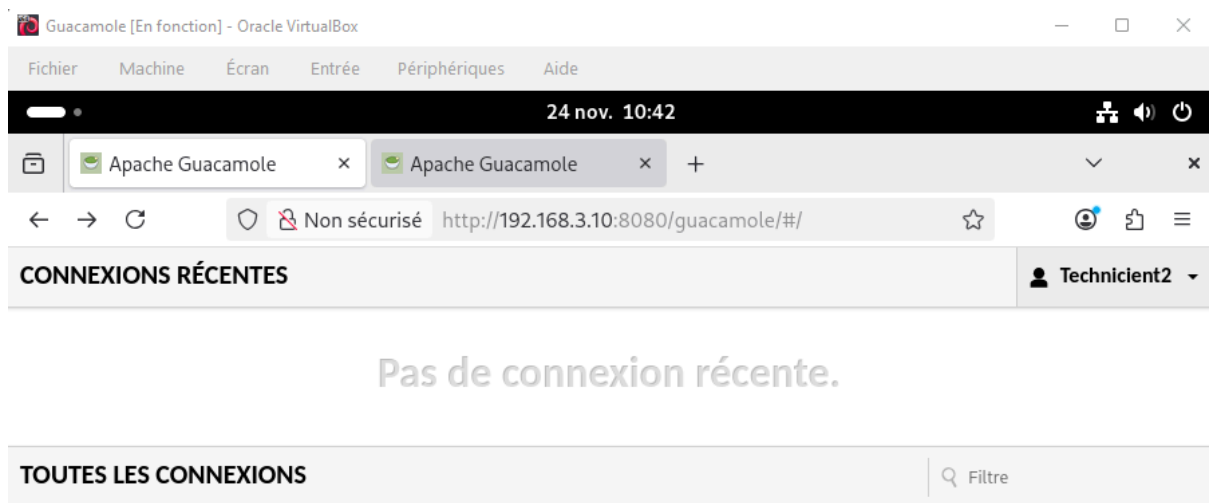 Guacamole [En fonction] - Oracle VirtualBox
Fichier Machine Écran Entrée Périphériques Aide
24 nov. 10:42
Apache Guacamole Apache Guacamole
Non sécurisé http://192.168.3.10:8080/guacamole/#/
CONNEXIONS RÉCENTES Technicient2
Pas de connexion récente.
TOUTES LES CONNEXIONS Filtre